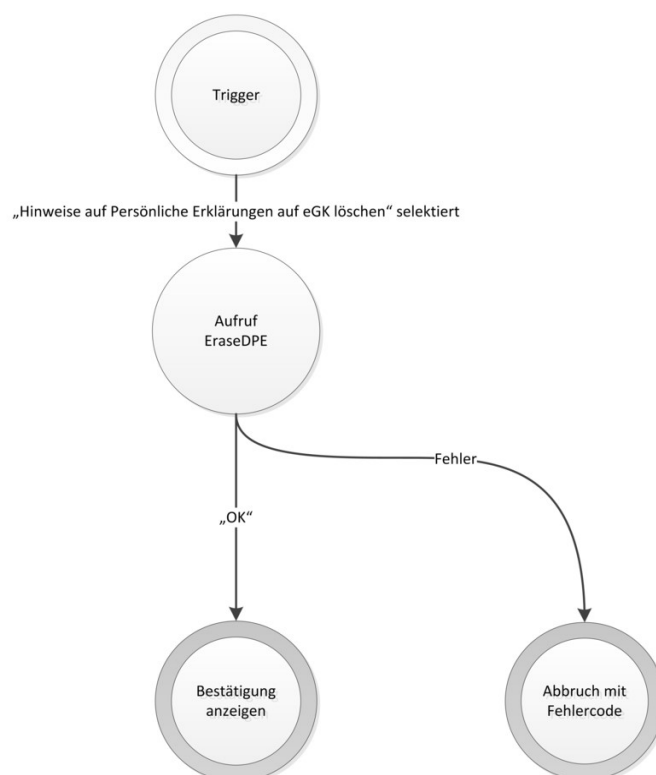 Trigger
„Hinweise auf Persönliche Erklärungen auf eGK löschen“ selektiert
Aufruf
EraseDPE
Fehler
„OK“
Bestätigung
anzeigen
Abbruch mit
Fehlercode